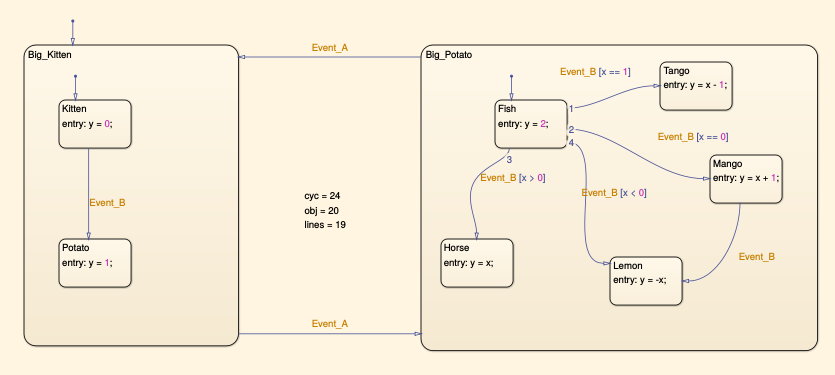 Big_Kitten
Kitten
entry: y = 0;
Event_B
Potato
entry: y = 1;
Event_A
cyc = 24
obj = 20
lines = 19
Event_A
Big_Potato
Fish
entry: y = 2;
1
2
4
3
Event_B [x == 1]
Tango
entry: y = x - 1;
Event_B [x == 0]
Mango
entry: y = x + 1;
Event_B [x > 0]
Event_B [x < 0]
Horse
entry: y = x;
Lemon
entry: y = -x;
Event_B